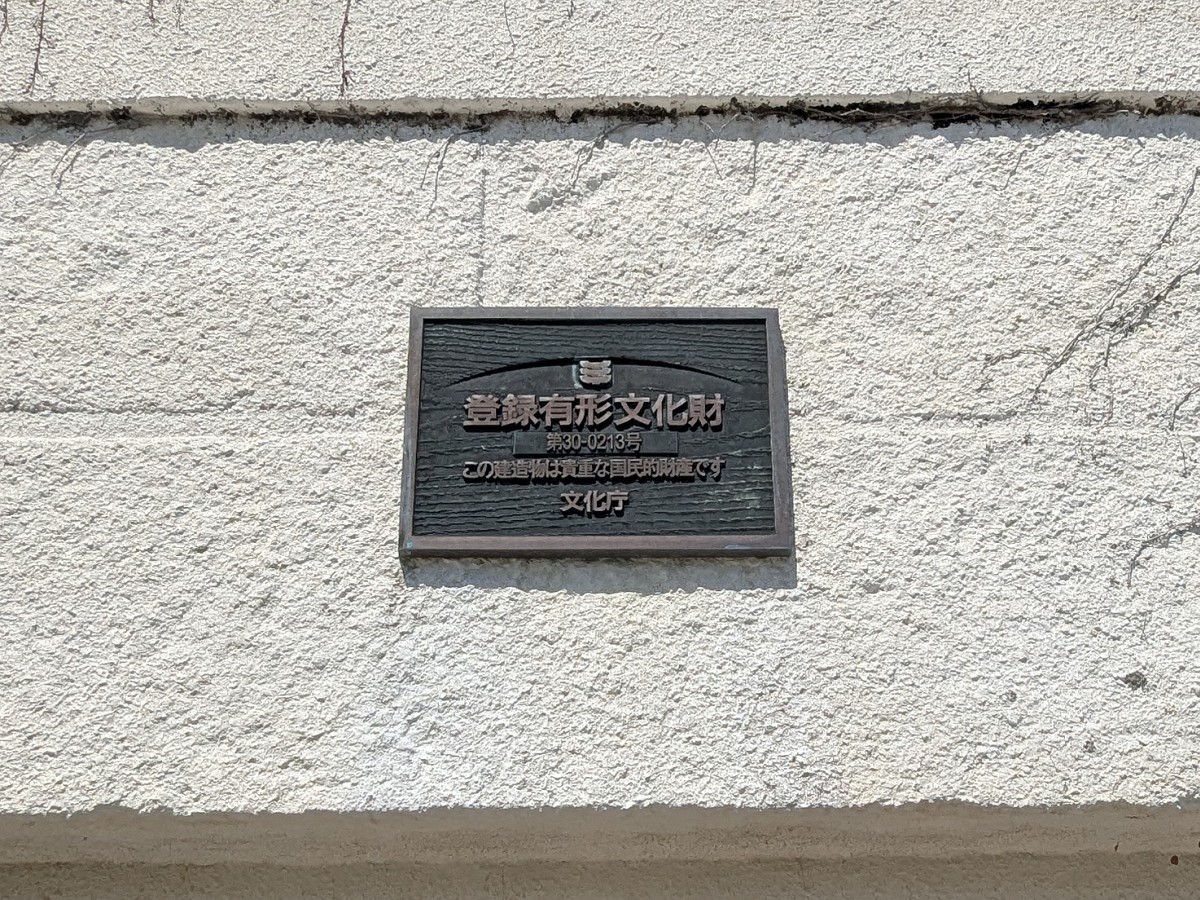 登録有形文化財
第30-0213号
この建造物は貴重な国民的財産です
文化庁